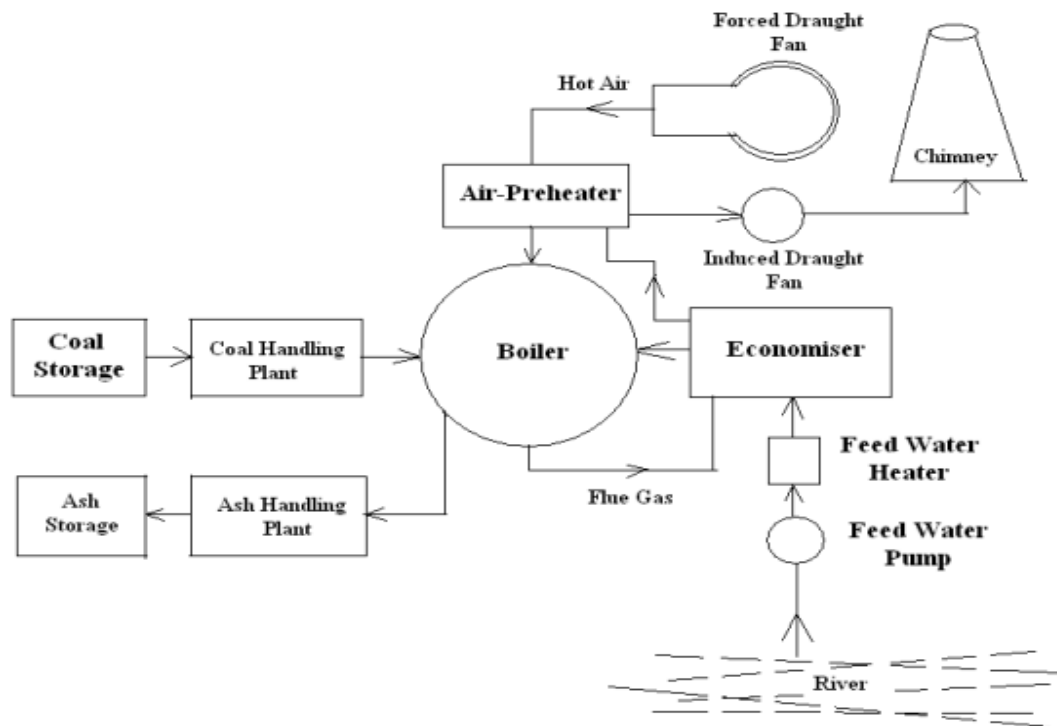 Forced Draught
Fan
Hot Air
Chimney
Air-Preheater
Induced Draught
Fan
Coal
Storage
Coal Handling
Plant
Boiler
Economiser
Feed Water
Heater
Ash
Storage
Ash Handling
Plant
Flue Gas
Feed Water
Pump
River